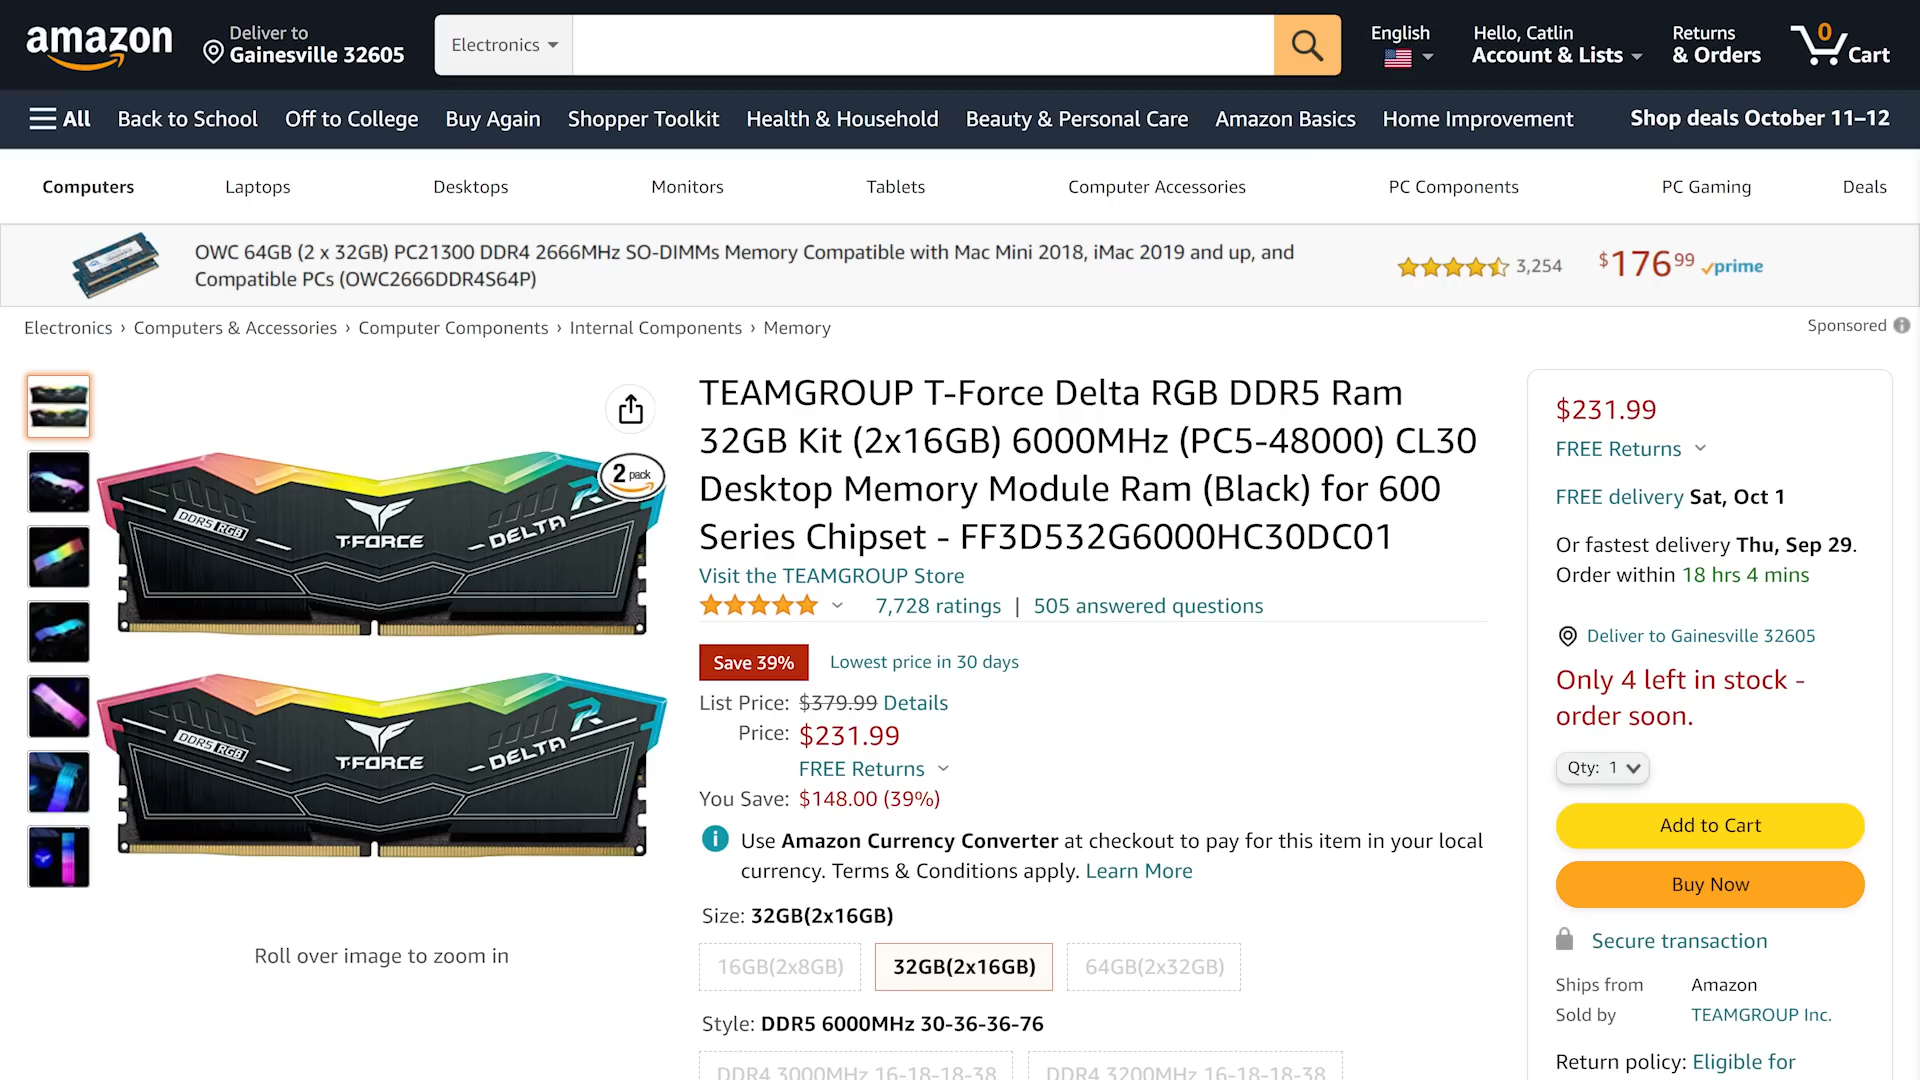 amazon
Deliver to
Gainesville 32605
Electronics
English
Hello, Catlin
Account & Lists
Returns
& Orders
0
Cart
All
Back to School
Off to College
Buy Again
Shopper Toolkit
Health & Household
Beauty & Personal Care
Amazon Basics
Home Improvement
Shop deals October 11–12
Computers
Laptops
Desktops
Monitors
Tablets
Computer Accessories
PC Components
PC Gaming
Deals
OWC 64GB (2 x 32GB) PC21300 DDR4 2666MHz SO-DIMMs Memory Compatible with Mac Mini 2018, iMac 2019 and up, and
Compatible PCs (OWC2666DDR4S64P)
3,254
$176 99
prime
Electronics › Computers & Accessories › Computer Components › Internal Components › Memory
Sponsored
2 pack
DDR5 RGB
T-FORCE
DELTA
DDR5 RGB
T-FORCE
DELTA
Roll over image to zoom in
TEAMGROUP T-Force Delta RGB DDR5 Ram
32GB Kit (2x16GB) 6000MHz (PC5-48000) CL30
Desktop Memory Module Ram (Black) for 600
Series Chipset - FF3D532G6000HC30DC01
Visit the TEAMGROUP Store
7,728 ratings | 505 answered questions
Save 39%
Lowest price in 30 days
List Price: $379.99 Details
Price: $231.99
FREE Returns
You Save: $148.00 (39%)
Use Amazon Currency Converter at checkout to pay for this item in your local
currency. Terms & Conditions apply. Learn More
Size: 32GB(2x16GB)
16GB(2x8GB)
32GB(2x16GB)
64GB(2x32GB)
Style: DDR5 6000MHz 30-36-36-76
DDR4 3000MHz 16-18-18-38
DDR4 3200MHz 16-18-18-38
$231.99
FREE Returns
FREE delivery Sat, Oct 1
Or fastest delivery Thu, Sep 29.
Order within 18 hrs 4 mins
Deliver to Gainesville 32605
Only 4 left in stock -
order soon.
Qty: 1
Add to Cart
Buy Now
Secure transaction
Ships from Amazon
Sold by TEAMGROUP Inc.
Return policy: Eligible for